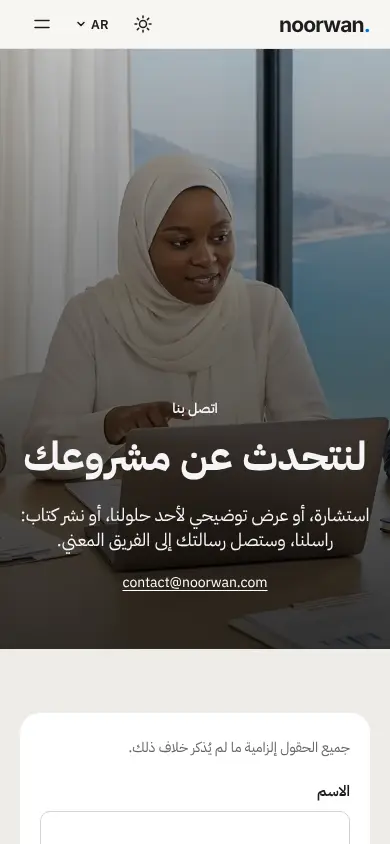 noorwan.
AR
اتصل بنا
لنتحدث عن مشروعك
استشارة، أو عرض توضيحي لأحد حلولنا، أو نشر كتاب:
راسلنا، وستصل رسالتك إلى الفريق المعني.
contact@noorwan.com
جميع الحقول إلزامية ما لم يُذكر خلاف ذلك.
الاسم